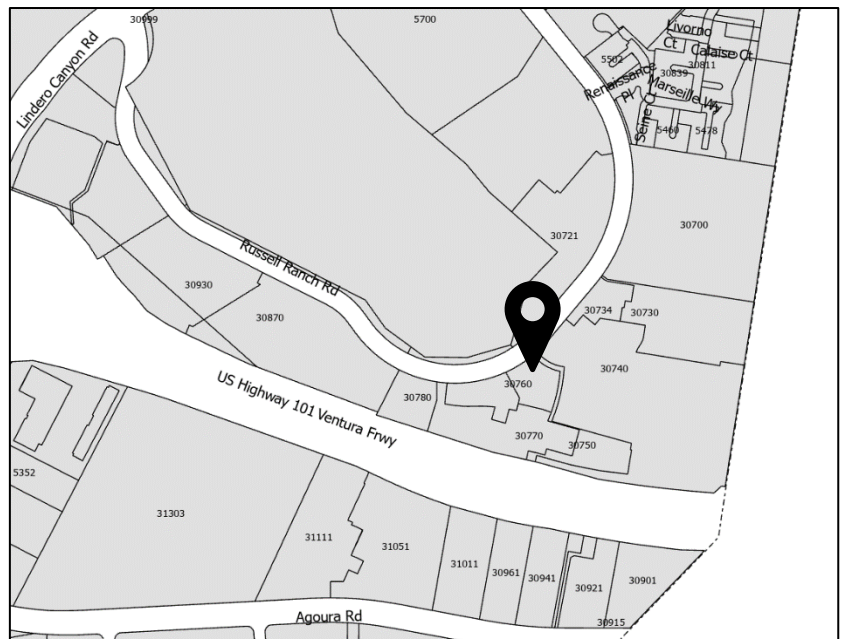 30999
5700
Lindero Canyon Rd
Livorno
Ct
Calaise Ct
5502
30839
30811
Renaissance
Pl
Marseille Wy
Seine Ct
5460
5478
30721
30700
Russell Ranch Rd
30930
30870
30734
30730
30740
30760
30780
30770
30750
US Highway 101 Ventura Frwy
5352
31303
31111
31051
31011
30961
30941
30921
30901
30915
Agoura Rd